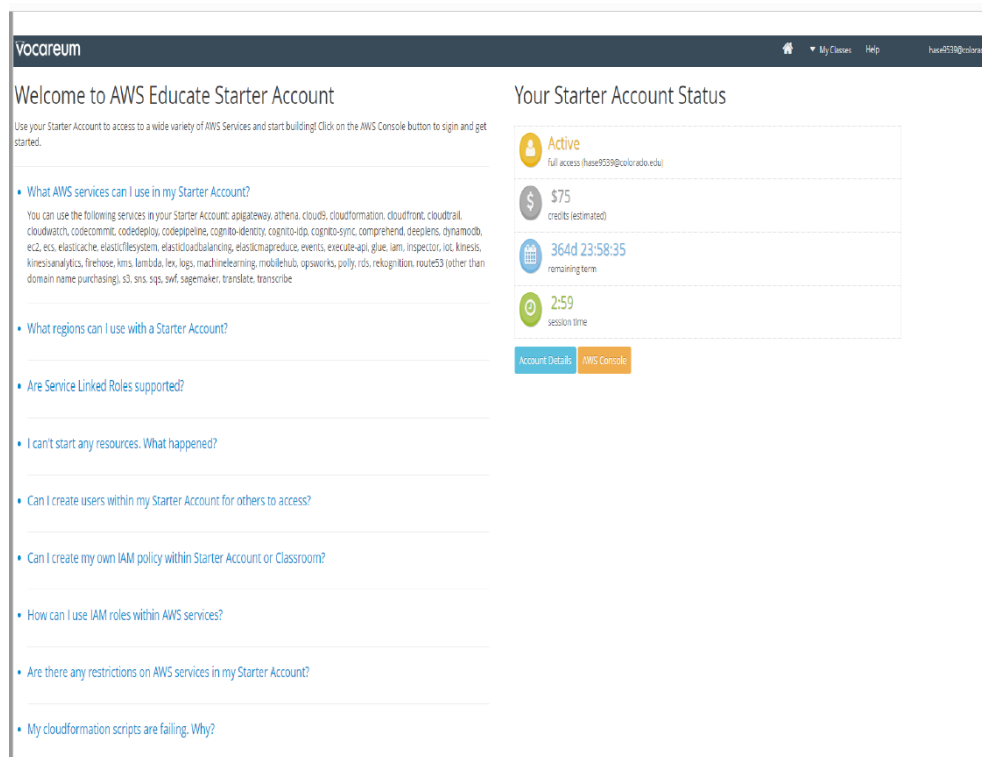 vocareum
My Classes Help hase9539@colorad
Welcome to AWS Educate Starter Account
Use your Starter Account to access to a wide variety of AWS Services and start building! Click on the AWS Console button to sigin and get
started.
• What AWS services can I use in my Starter Account?
You can use the following services in your Starter Account: apigateway, athena, cloud9, cloudformation, cloudfront, cloudtrail,
cloudwatch, codecommit, codedeploy, codepipeline, cognito-identity, cognito-idp, cognito-sync, comprehend, deeplens, dynamodb,
ec2, ecs, elasticache, elasticfilesystem, elasticloadbalancing, elasticmapreduce, events, execute-api, glue, iam, inspector, iot, kinesis,
kinesisanalytics, firehose, kms, lambda, lex, logs, machinelearning, mobilehub, opsworks, polly, rds, rekognition, route53 (other than
domain name purchasing), s3, sns, sqs, swf, sagemaker, translate, transcribe
• What regions can I use with a Starter Account?
• Are Service Linked Roles supported?
• I can't start any resources. What happened?
• Can I create users within my Starter Account for others to access?
• Can I create my own IAM policy within Starter Account or Classroom?
• How can I use IAM roles within AWS services?
• Are there any restrictions on AWS services in my Starter Account?
• My cloudformation scripts are failing. Why?
Your Starter Account Status
Active
full access (hase9539@colorado.edu)
$
$75
credits (estimated)
364d 23:58:35
remaining term
2:59
session time
Account Details AWS Console